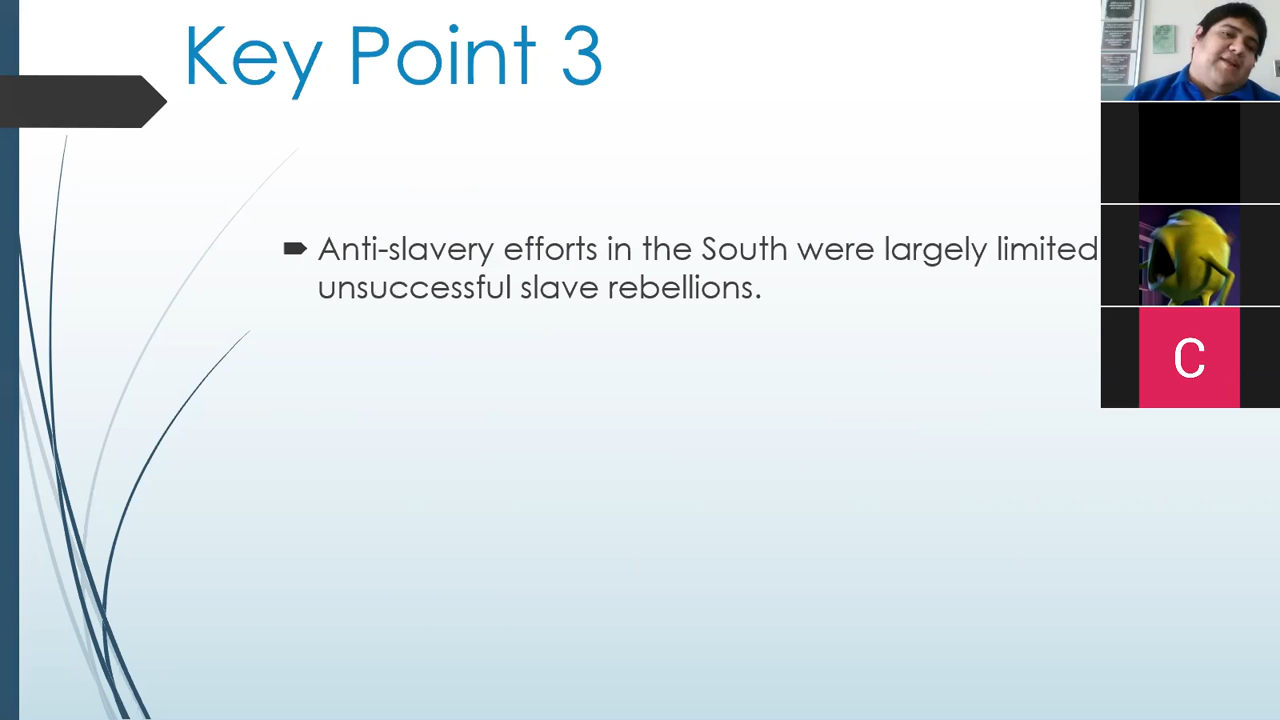 Key Point 3
Anti-slavery efforts in the South were largely limited
unsuccessful slave rebellions.
C